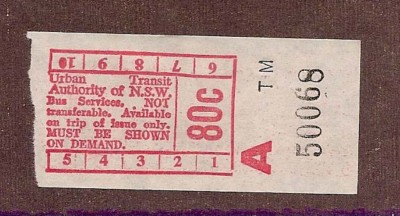 10 9 8 7 6
Urban Transit
Authority of N.S.W.
Bus Services. NOT
transferable. Available
on trip of issue only.
MUST BE SHOWN
ON DEMAND.
5 4 3 2 1
80c
A
TM
50068